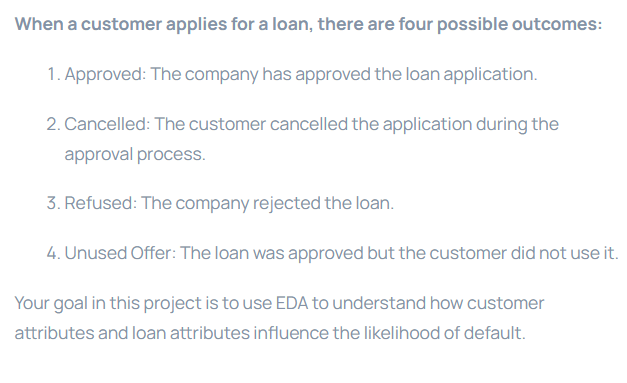 When a customer applies for a loan, there are four possible outcomes:
1. Approved: The company has approved the loan application.
2. Cancelled: The customer cancelled the application during the
approval process.
3. Refused: The company rejected the loan.
4. Unused Offer: The loan was approved but the customer did not use it.
Your goal in this project is to use EDA to understand how customer
attributes and loan attributes influence the likelihood of default.